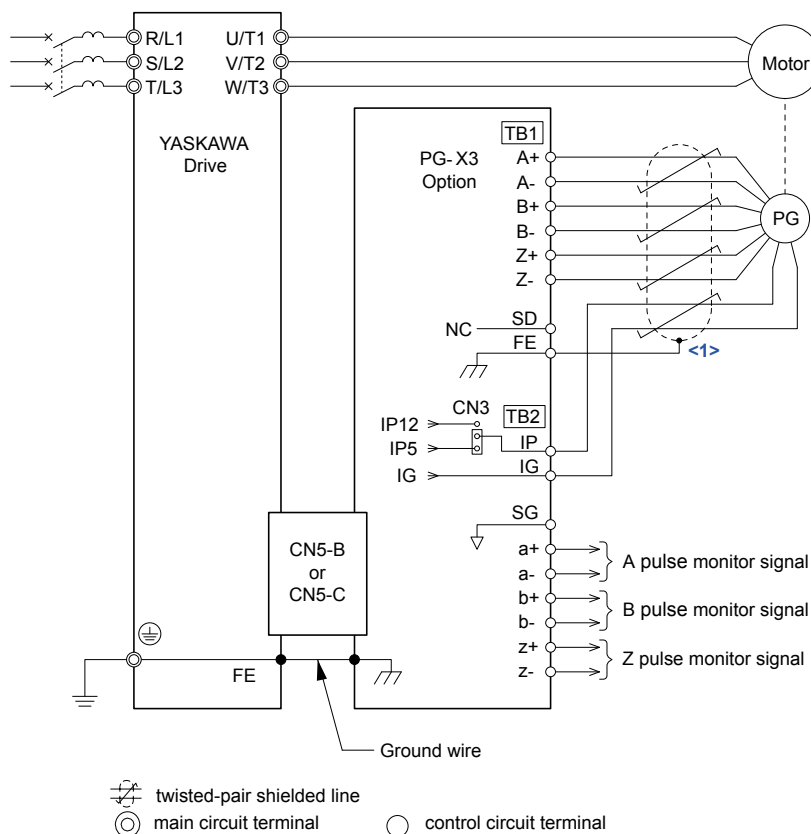 R/L1 U/T1
S/L2 V/T2
T/L3 W/T3
Motor
YASKAWA
Drive
TB1
PG- X3
Option
A+
A-
B+
B-
Z+
Z-
PG
NC SD
FE
<1>
CN3 TB2
IP12
IP5 IP
IG IG
SG
CN5-B
or
CN5-C
a+
a-
A pulse monitor signal
b+
b-
B pulse monitor signal
z+
z-
Z pulse monitor signal
FE
Ground wire
twisted-pair shielded line
main circuit terminal control circuit terminal